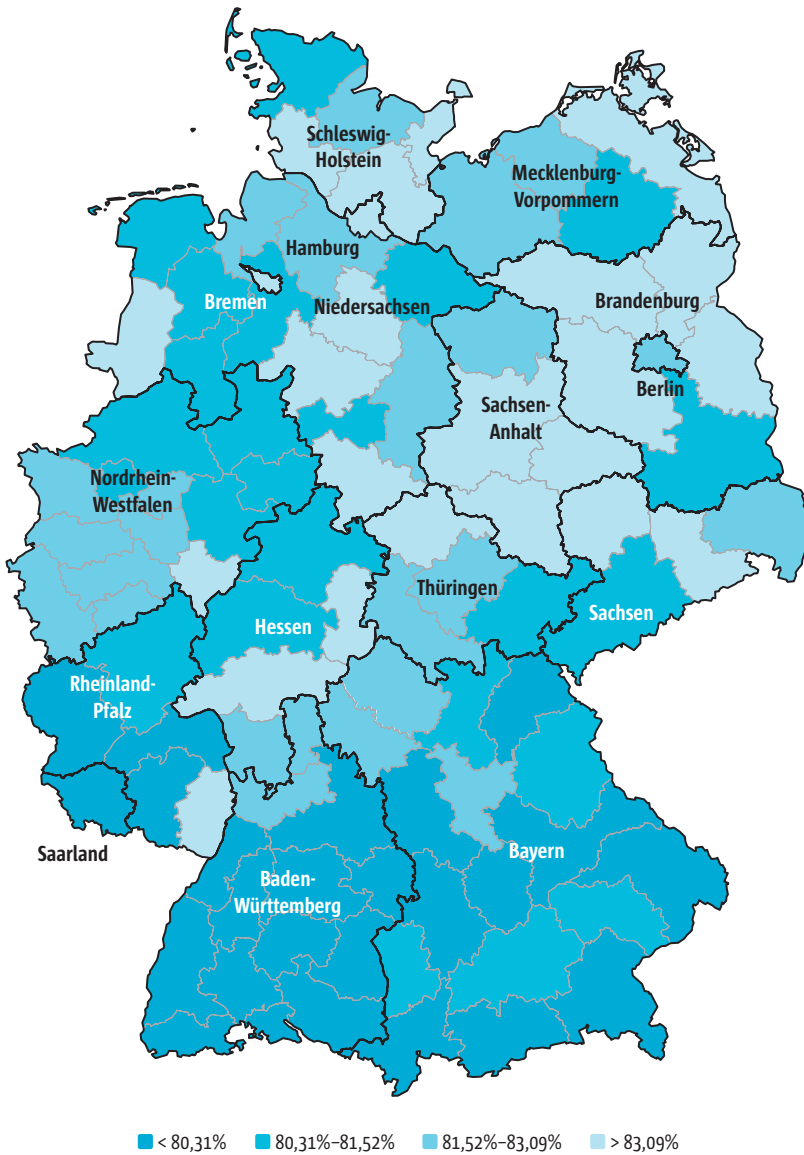 Schleswig-
Holstein
Mecklenburg-
Vorpommern
Hamburg
Bremen
Niedersachsen
Brandenburg
Berlin
Sachsen-
Anhalt
Nordrhein-
Westfalen
Thüringen
Sachsen
Hessen
Rheinland-
Pfalz
Saarland
Bayern
Baden-
Württemberg
< 80,31% 80,31%–81,52% 81,52%–83,09% > 83,09%